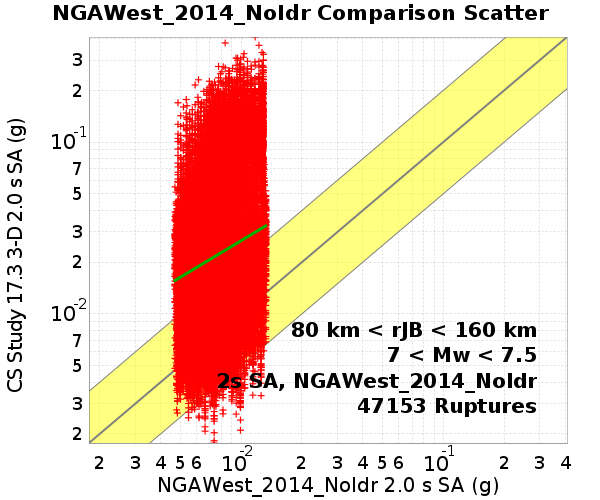 NGAWest_2014_NoIdr Comparison Scatter
CS Study 17.3 3-D 2.0 s SA (g)
3
2
10-1
7
5
3
2
10-2
7
5
3
2
80 km < rJB < 160 km
7 < Mw < 7.5
2s SA, NGAWest_2014_NoIdr
47153 Ruptures
2 3 4 5 6 10-2 2 3 4 5 6 10-1 2 3 4
NGAWest_2014_NoIdr 2.0 s SA (g)